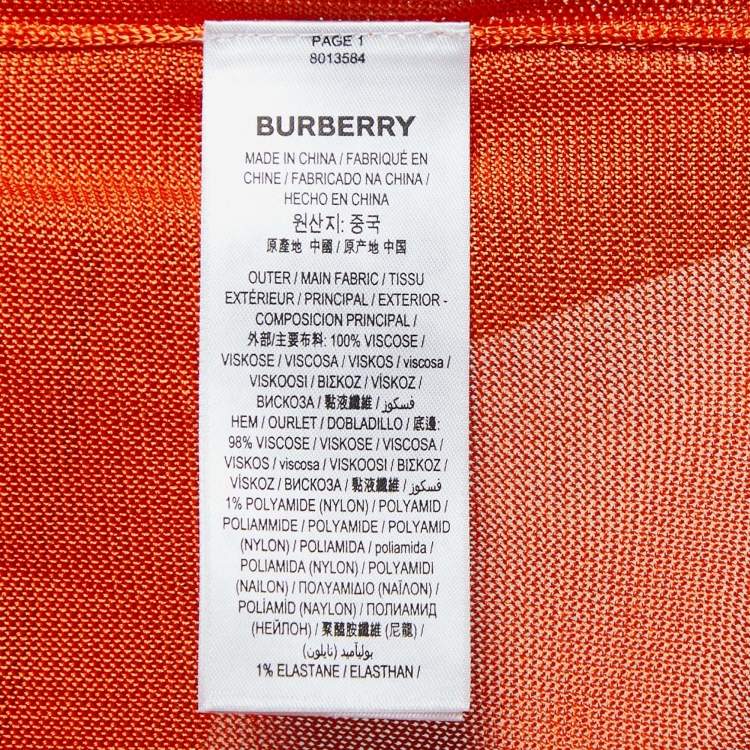 PAGE 1
8013584
BURBERRY
MADE IN CHINA / FABRIQUÉ EN
CHINE / FABRICADO NA CHINA /
HECHO EN CHINA
원산지: 중국
原產地 中國 / 原产地 中国
OUTER / MAIN FABRIC / TISSU
EXTÉRIEUR / PRINCIPAL / EXTERIOR -
COMPOSICION PRINCIPAL /
外部/主要布料: 100% VISCOSE /
VISKOSE / VISCOSA / VISKOS / viscosa /
VISKOOSI / ΒΙΣΚΟΖ / VİSKOZ /
ВИСКОЗА / 黏液纖維 / فسكوز /
HEM / OURLET / DOBLADILLO / 底邊:
98% VISCOSE / VISKOSE / VISCOSA /
VISKOS / viscosa / VISKOOSI / ΒΙΣΚΟΖ /
VİSKOZ / ВИСКОЗА / 黏液纖維 / فسكوز /
1% POLYAMIDE (NYLON) / POLYAMID /
POLIAMMIDE / POLYAMIDE / POLYAMID
(NYLON) / POLIAMIDA / poliamida /
POLIAMIDA (NYLON) / POLYAMIDI
(NAILON) / ΠΟΛΥΑΜΙΔΙΟ (ΝΑΪΛΟΝ) /
POLİAMİD (NAYLON) / ПОЛИАМИД
(НЕЙЛОН) / 聚醯胺纖維 (尼龍) /
بولياميد (نايلون) /
1% ELASTANE / ELASTHAN /